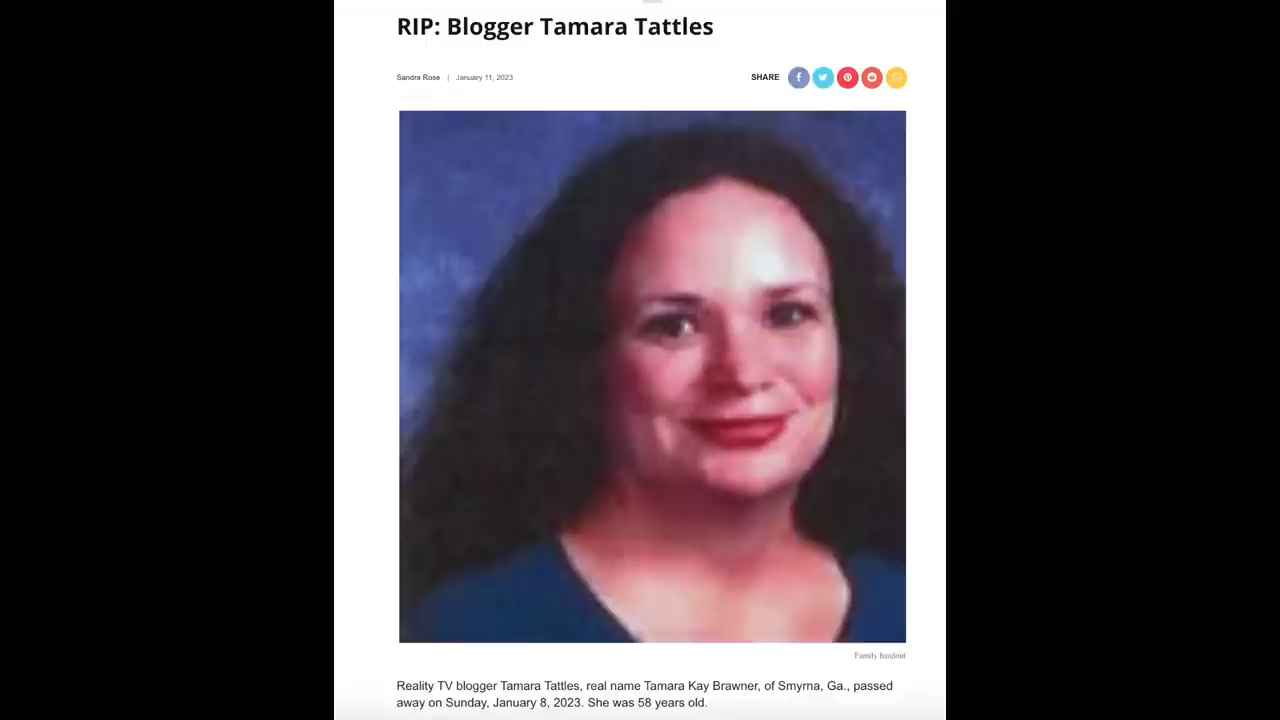 RIP: Blogger Tamara Tattles
Sandra Rose | January 11, 2023
SHARE
Family handout
Reality TV blogger Tamara Tattles, real name Tamara Kay Brawner, of Smyrna, Ga., passed
away on Sunday, January 8, 2023. She was 58 years old.